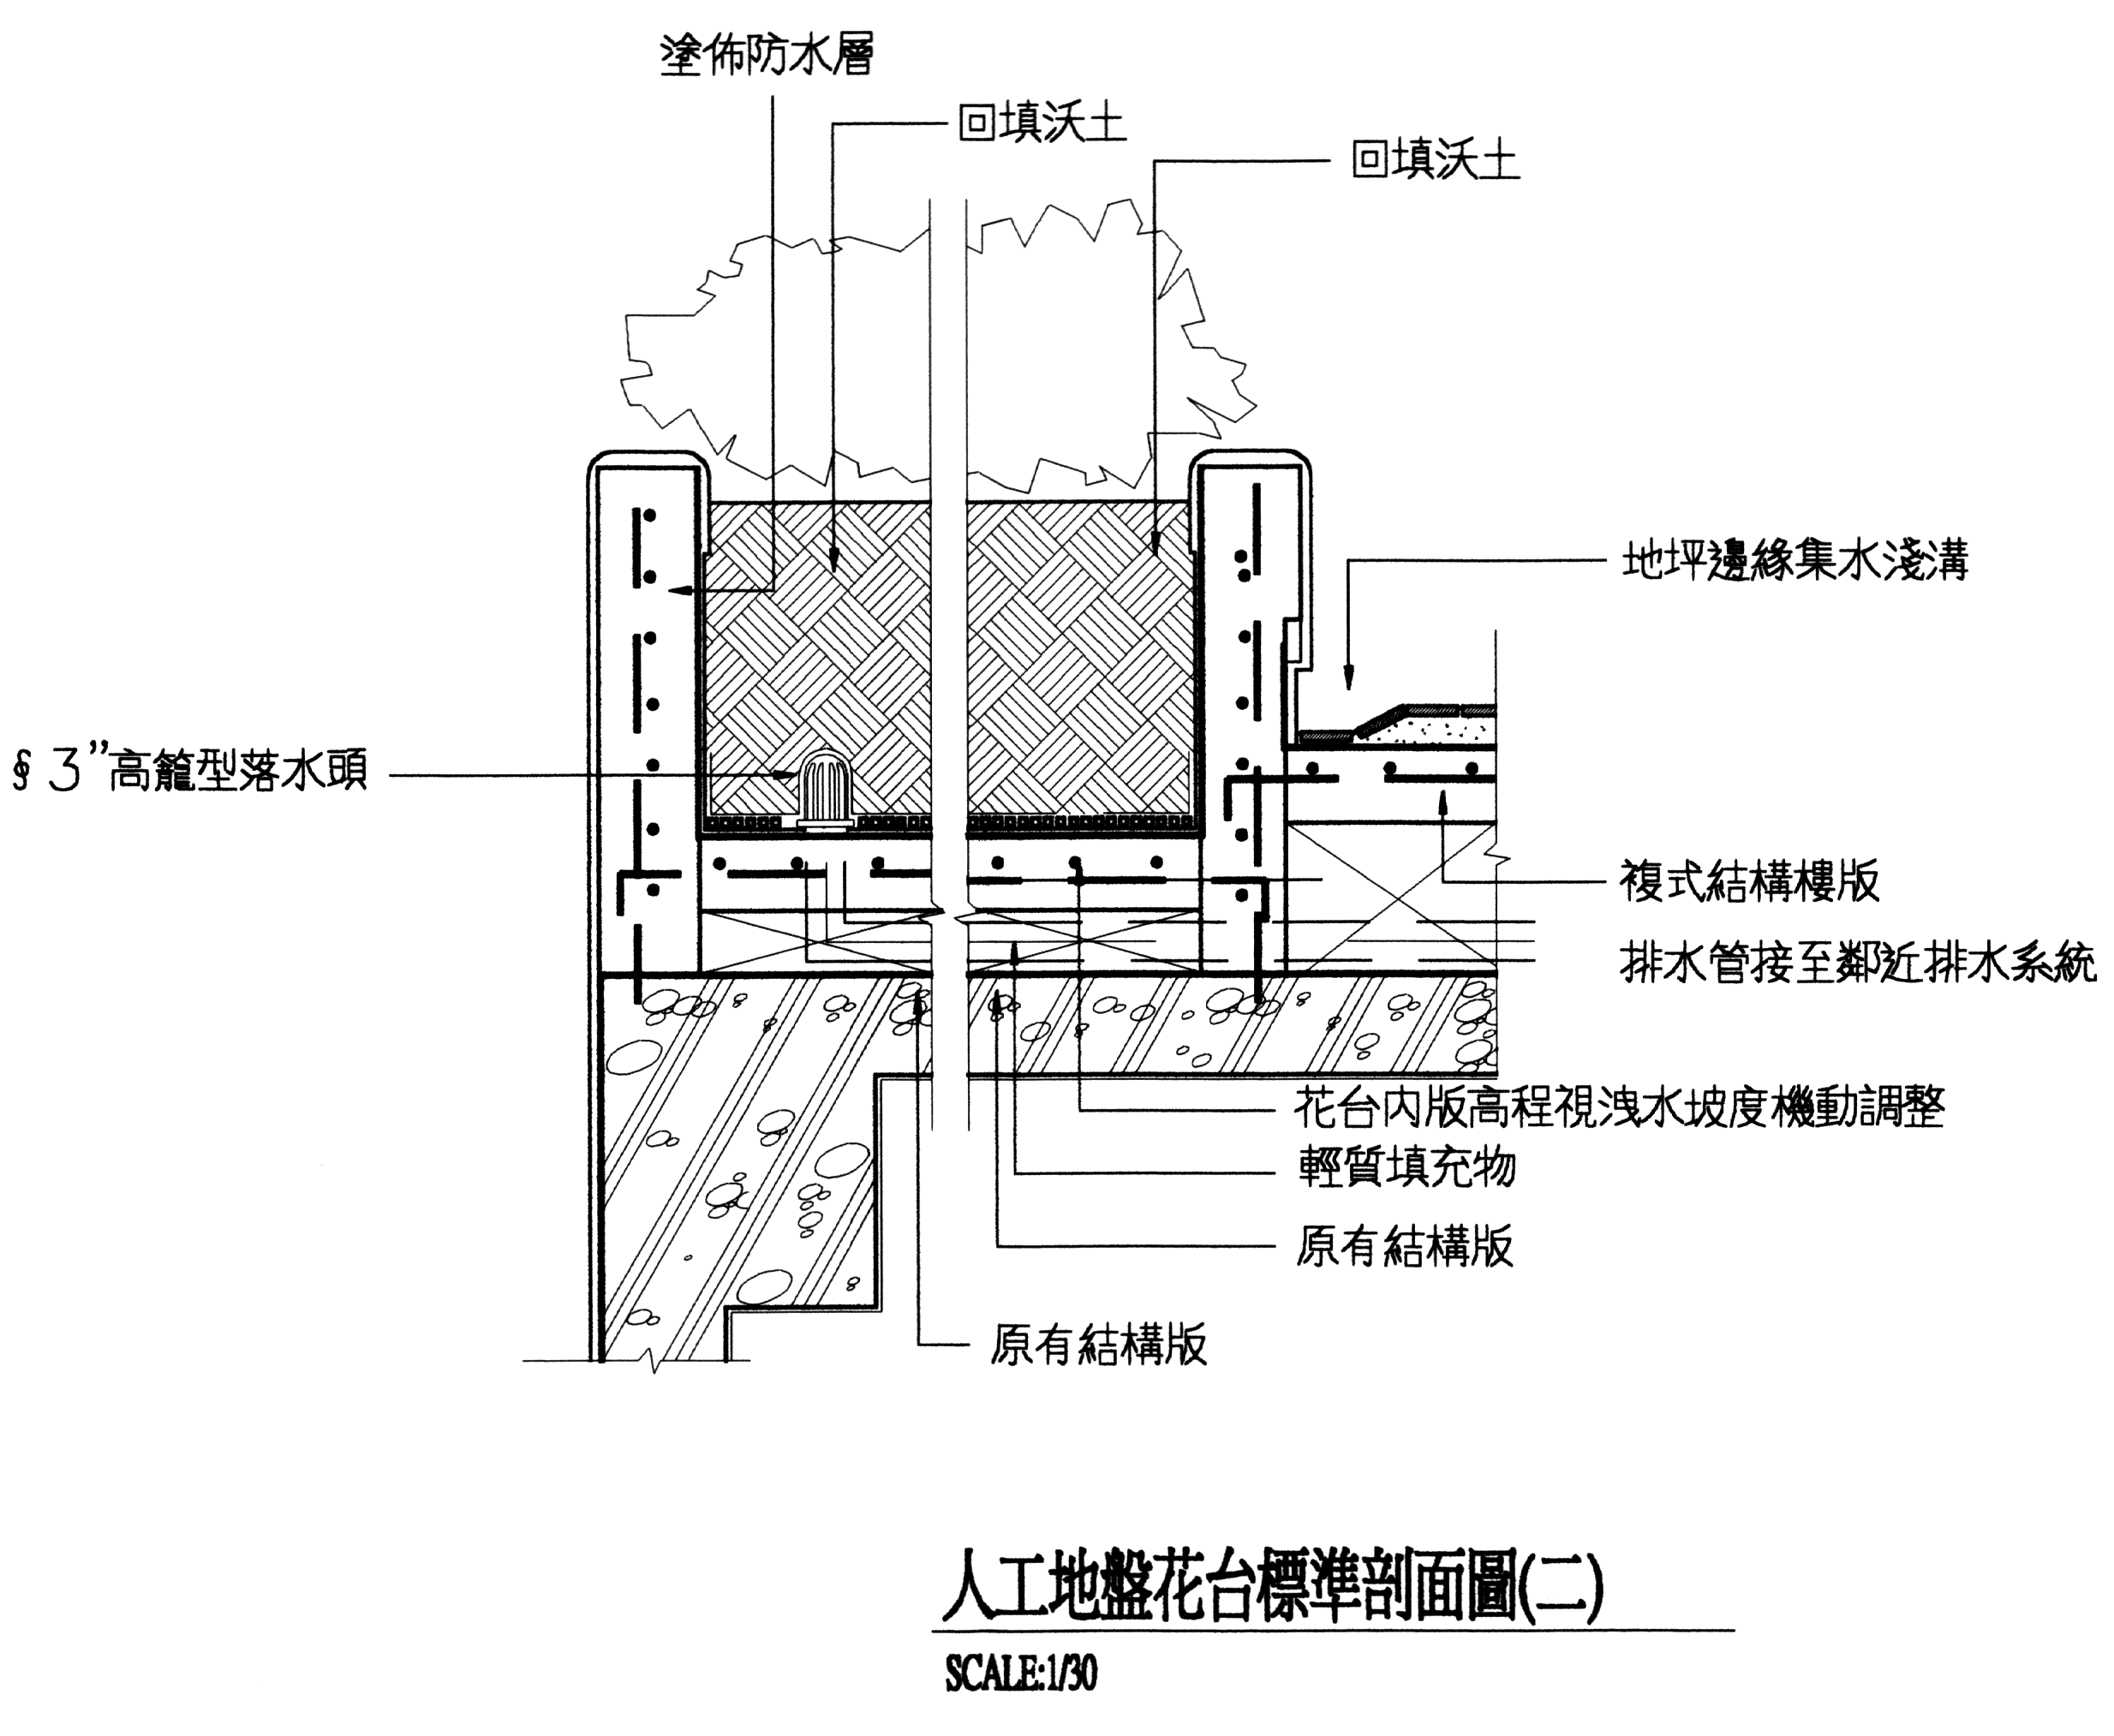 塗佈防水層
回填沃土
回填沃土
地坪邊緣集水淺溝
§ 3”高籠型落水頭
複式結構樓版
排水管接至鄰近排水系統
花台內版高程視洩水坡度機動調整
輕質填充物
原有結構版
原有結構版
人工地盤花台標準剖面圖(二)
SCALE:1/30